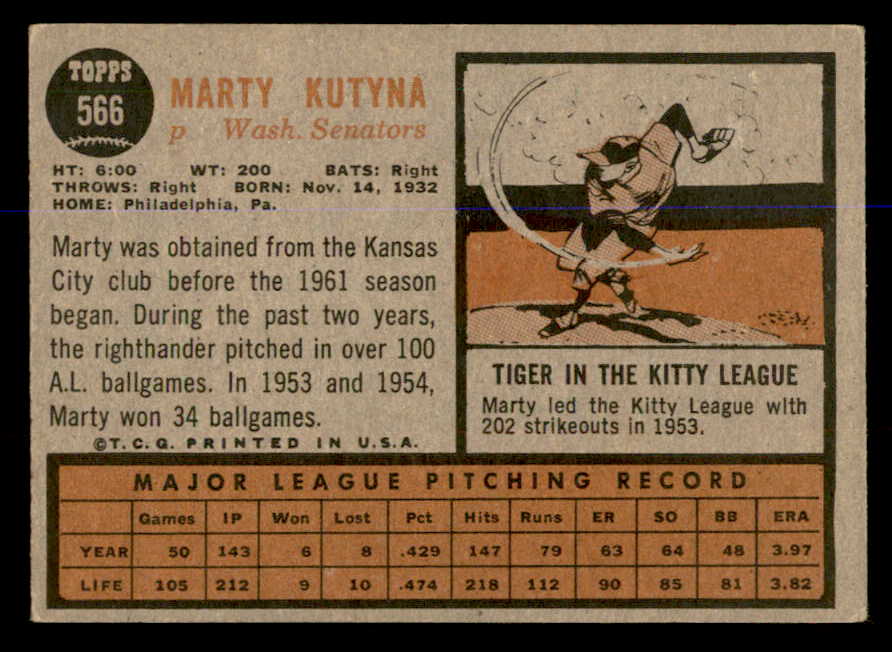 TOPPS
566
MARTY KUTYNA
p Wash. Senators
HT: 6:00 WT: 200 BATS: Right
THROWS: Right BORN: Nov. 14, 1932
HOME: Philadelphia, Pa.
Marty was obtained from the Kansas
City club before the 1961 season
began. During the past two years,
the righthander pitched in over 100
A.L. ballgames. In 1953 and 1954,
Marty won 34 ballgames.
©T.C.G. PRINTED IN U.S.A.
TIGER IN THE KITTY LEAGUE
Marty led the Kitty League with
202 strikeouts in 1953.
MAJOR LEAGUE PITCHING RECORD
Games IP Won Lost Pct Hits Runs ER SO BB ERA
YEAR 50 143 6 8 .429 147 79 63 64 48 3.97
LIFE 105 212 9 10 .474 218 112 90 85 81 3.82